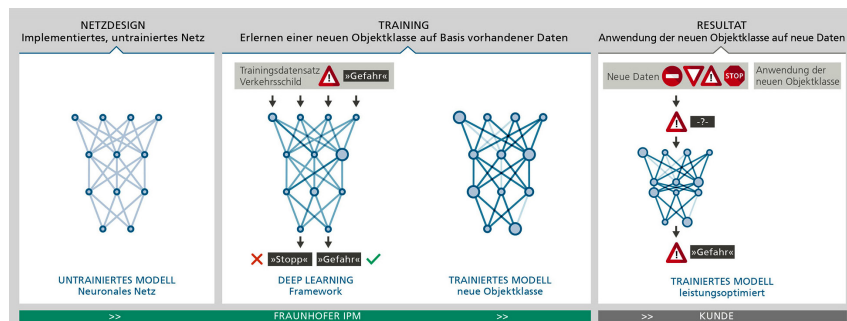 NETZDESIGN
Implementiertes, untrainiertes Netz
TRAINING
Erlernen einer neuen Objektklasse auf Basis vorhandener Daten
RESULTAT
Anwendung der neuen Objektklasse auf neue Daten
Trainingsdatensatz
Verkehrsschild
! »Gefahr«
Neue Daten ! STOP
Anwendung der
neuen Objektklasse
! -?-
»Stopp« »Gefahr«
! »Gefahr«
UNTRAINIERTES MODELL
Neuronales Netz
DEEP LEARNING
Framework
TRAINIERTES MODELL
neue Objektklasse
TRAINIERTES MODELL
leistungsoptimiert
>> FRAUNHOFER IPM >>
>> KUNDE